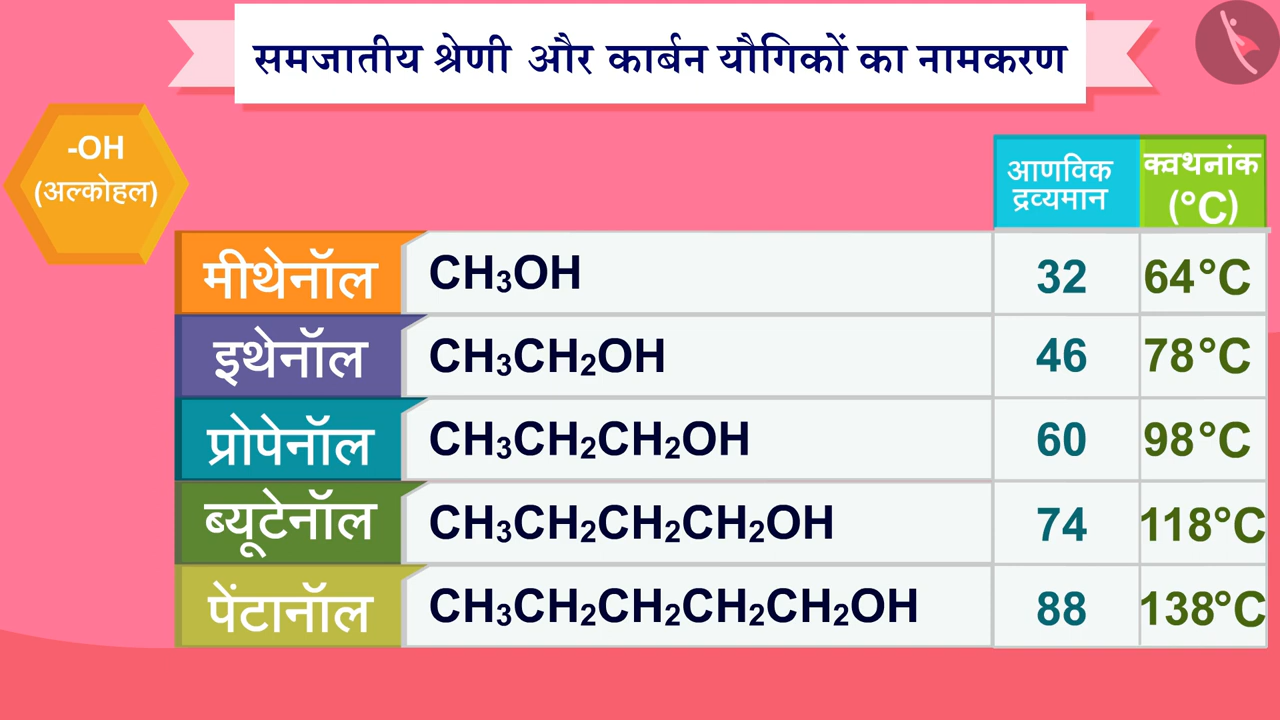 समजातीय श्रेणी और कार्बन यौगिकों का नामकरण
-OH
(अल्कोहल)
आणविक
द्रव्यमान
क्वथनांक
(°C)
मीथेनॉल CH₃OH 32 64°C
इथेनॉल CH₃CH₂OH 46 78°C
प्रोपेनॉल CH₃CH₂CH₂OH 60 98°C
ब्यूटेनॉल CH₃CH₂CH₂CH₂OH 74 118°C
पेंटानॉल CH₃CH₂CH₂CH₂CH₂OH 88 138°C